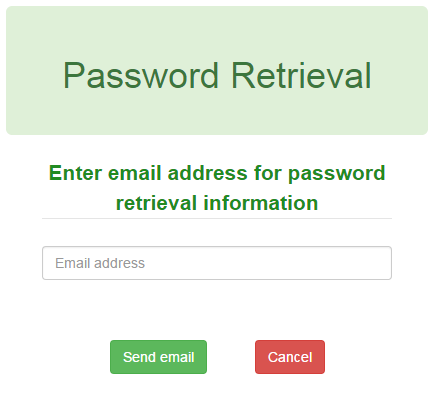 Password Retrieval
Enter email address for password
retrieval information
Email address
Send email Cancel